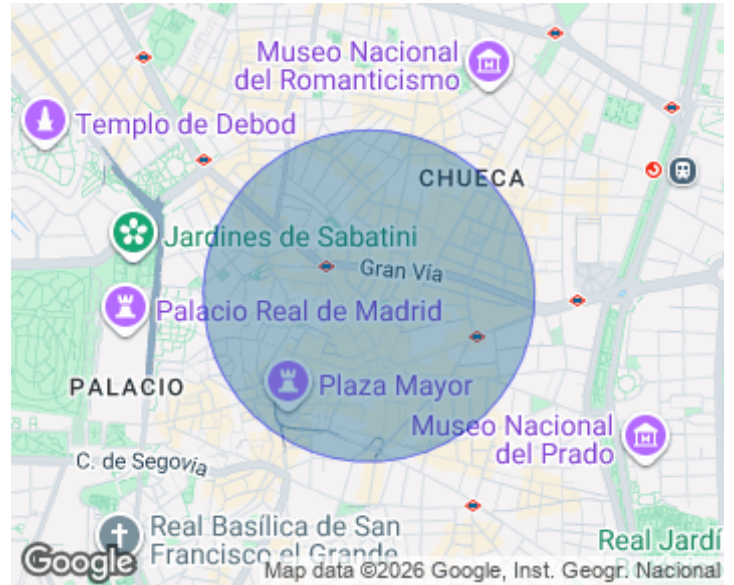 Museo Nacional
del Romanticismo
Templo de Debod
CHUECA
Jardines de Sabatini
Gran Vía
Palacio Real de Madrid
PALACIO
Plaza Mayor
Museo Nacional
del Prado
C. de Segovia
Real Basílica de San
Francisco el Grande
Real Jardí
Google
Map data ©2026 Google, Inst. Geogr. Nacional